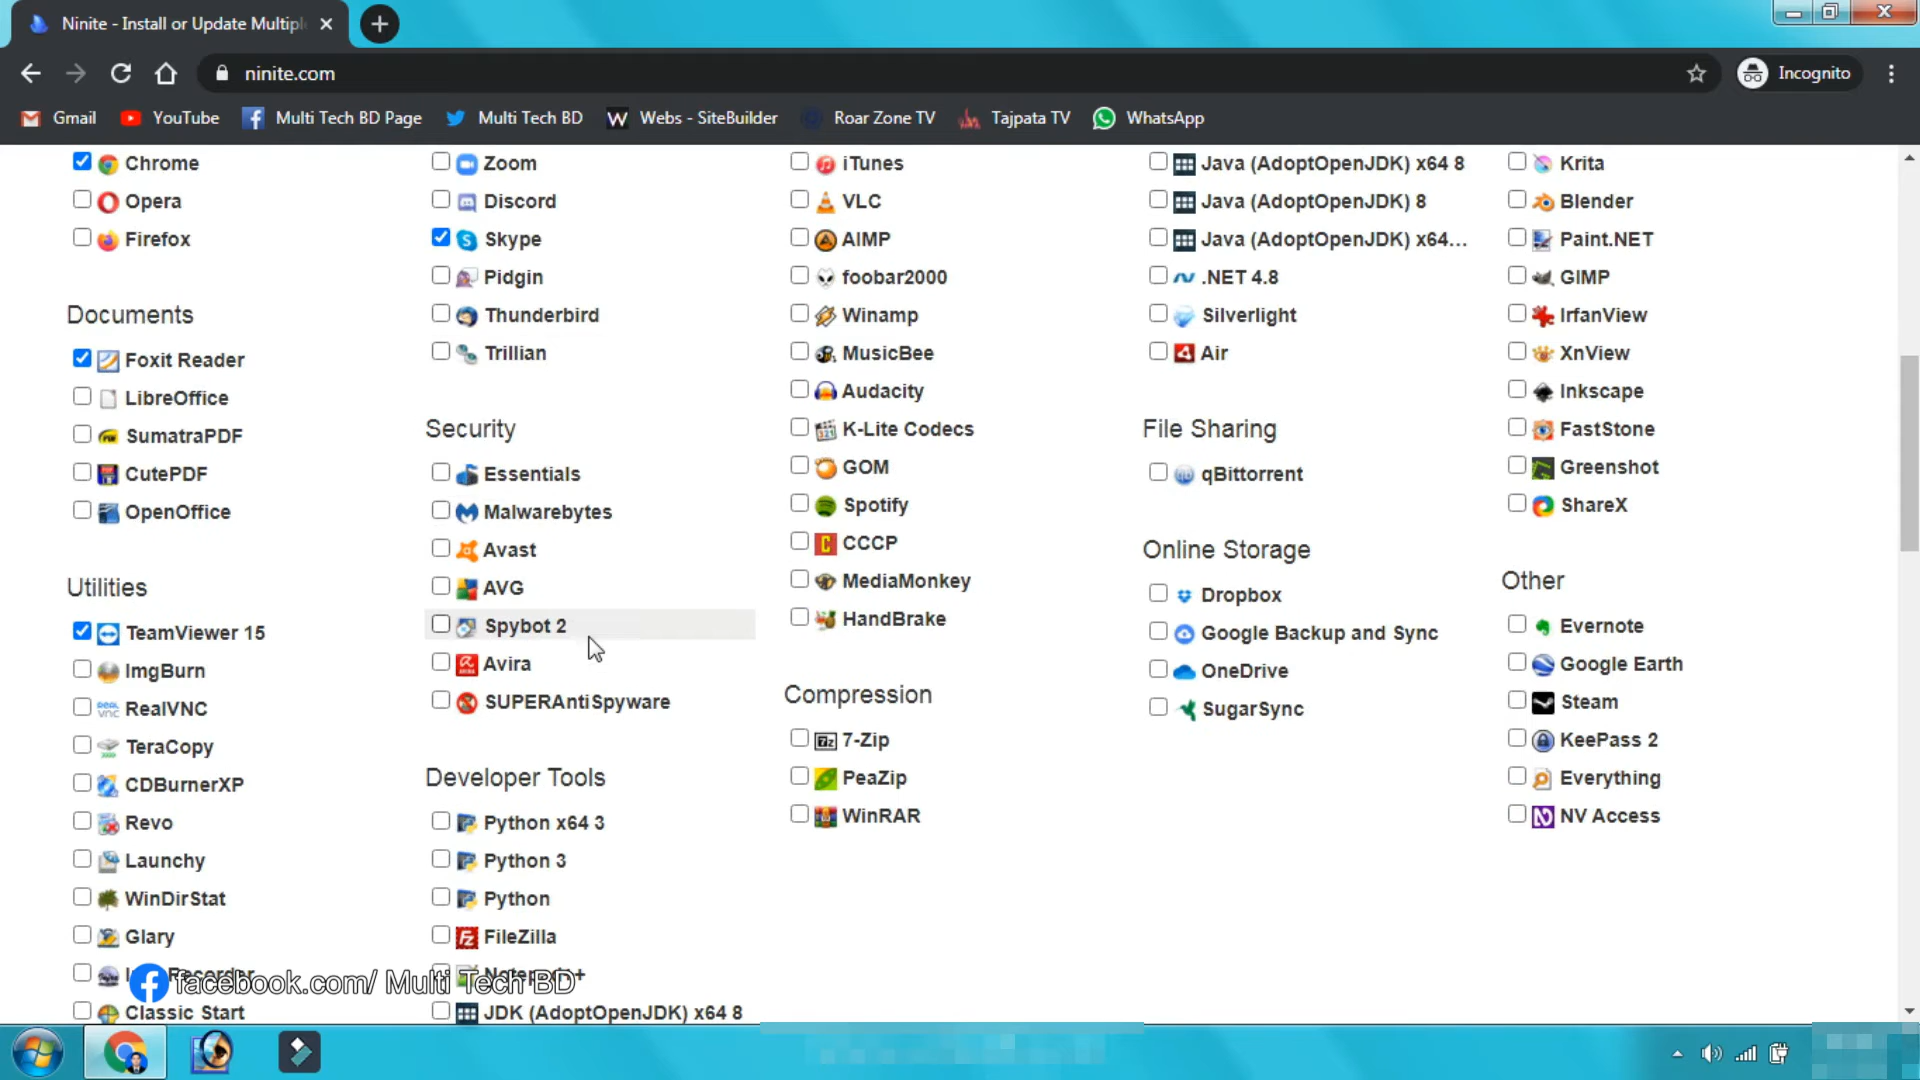 Ninite - Install or Update Multipl
ninite.com
Incognito
Gmail
YouTube
Multi Tech BD Page
Multi Tech BD
Webs - SiteBuilder
Roar Zone TV
Tajpata TV
WhatsApp
Chrome
Opera
Firefox
Documents
Foxit Reader
LibreOffice
SumatraPDF
CutePDF
OpenOffice
Utilities
TeamViewer 15
ImgBurn
RealVNC
TeraCopy
CDBurnerXP
Revo
Launchy
WinDirStat
Glary
Classic Start
Zoom
Discord
Skype
Pidgin
Thunderbird
Trillian
Security
Essentials
Malwarebytes
Avast
AVG
Spybot 2
Avira
SUPERAntiSpyware
Developer Tools
Python x64 3
Python 3
Python
FileZilla
JDK (AdoptOpenJDK) x64 8
iTunes
VLC
AIMP
foobar2000
Winamp
MusicBee
Audacity
K-Lite Codecs
GOM
Spotify
CCCP
MediaMonkey
HandBrake
Compression
7-Zip
PeaZip
WinRAR
Java (AdoptOpenJDK) x64 8
Java (AdoptOpenJDK) 8
Java (AdoptOpenJDK) x64...
.NET 4.8
Silverlight
Air
File Sharing
qBittorrent
Online Storage
Dropbox
Google Backup and Sync
OneDrive
SugarSync
Krita
Blender
Paint.NET
GIMP
IrfanView
XnView
Inkscape
FastStone
Greenshot
ShareX
Other
Evernote
Google Earth
Steam
KeePass 2
Everything
NV Access
facebook.com/ Multi Tech BD